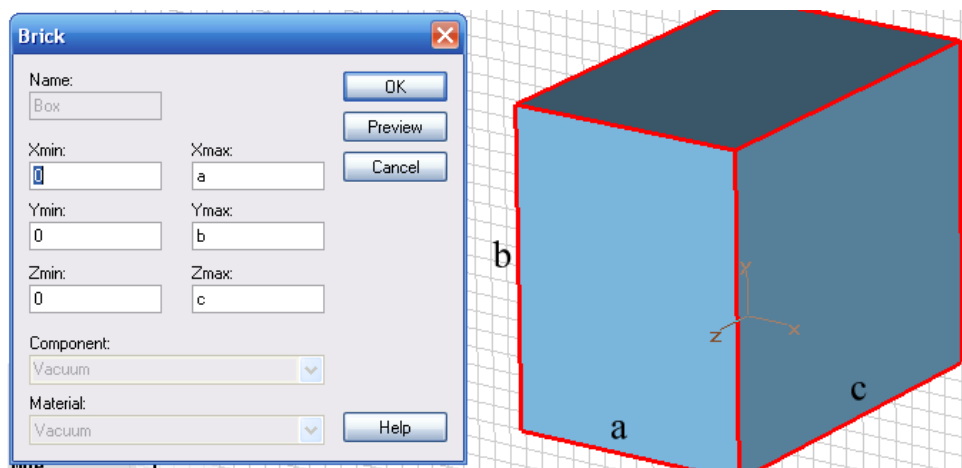 Brick
Name:
Box
OK
Preview
Cancel
Xmin:
Xmax:
0
a
Ymin:
Ymax:
0
b
Zmin:
Zmax:
0
c
Component:
Vacuum
Material:
Vacuum
Help
b
a
c
y
x
z